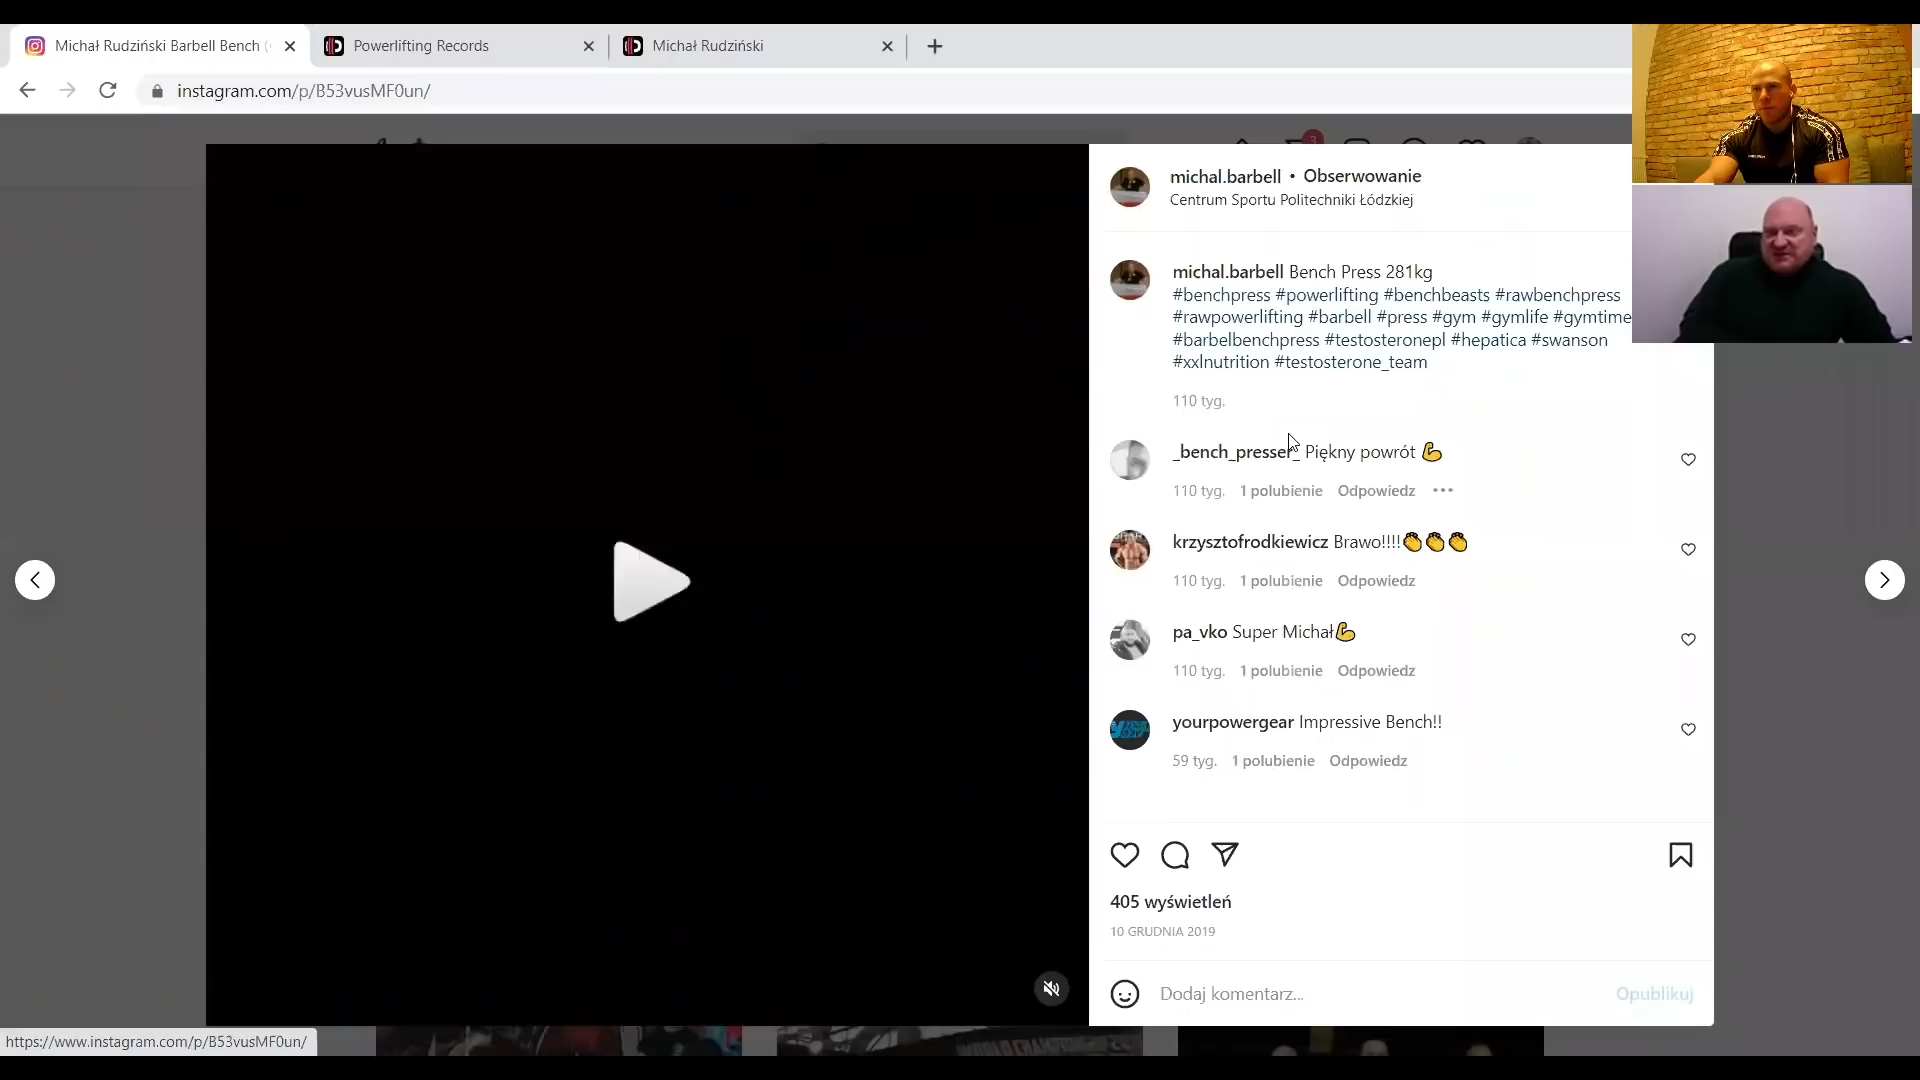 Michał Rudziński Barbell Bench (
Powerlifting Records
Michał Rudziński
instagram.com/p/B53vusMF0un/
3
michal.barbell • Obserwowanie
Centrum Sportu Politechniki Łódzkiej
michal.barbell Bench Press 281kg
#benchpress #powerlifting #benchbeasts #rawbenchpress
#rawpowerlifting #barbell #press #gym #gymlife #gymtime
#barbelbenchpress #testosteronepl #hepatica #swanson
#xxlnutrition #testosterone_team
110 tyg.
_bench_presser_ Piękny powrót 💪
110 tyg. 1 polubienie Odpowiedz •••
krzysztofrodkiewicz Brawo!!!!👏👏👏
110 tyg. 1 polubienie Odpowiedz
pa_vko Super Michał💪
110 tyg. 1 polubienie Odpowiedz
yourpowergear Impressive Bench!!
59 tyg. 1 polubienie Odpowiedz
405 wyświetleń
10 GRUDNIA 2019
Dodaj komentarz...
Opublikuj
https://www.instagram.com/p/B53vusMF0un/